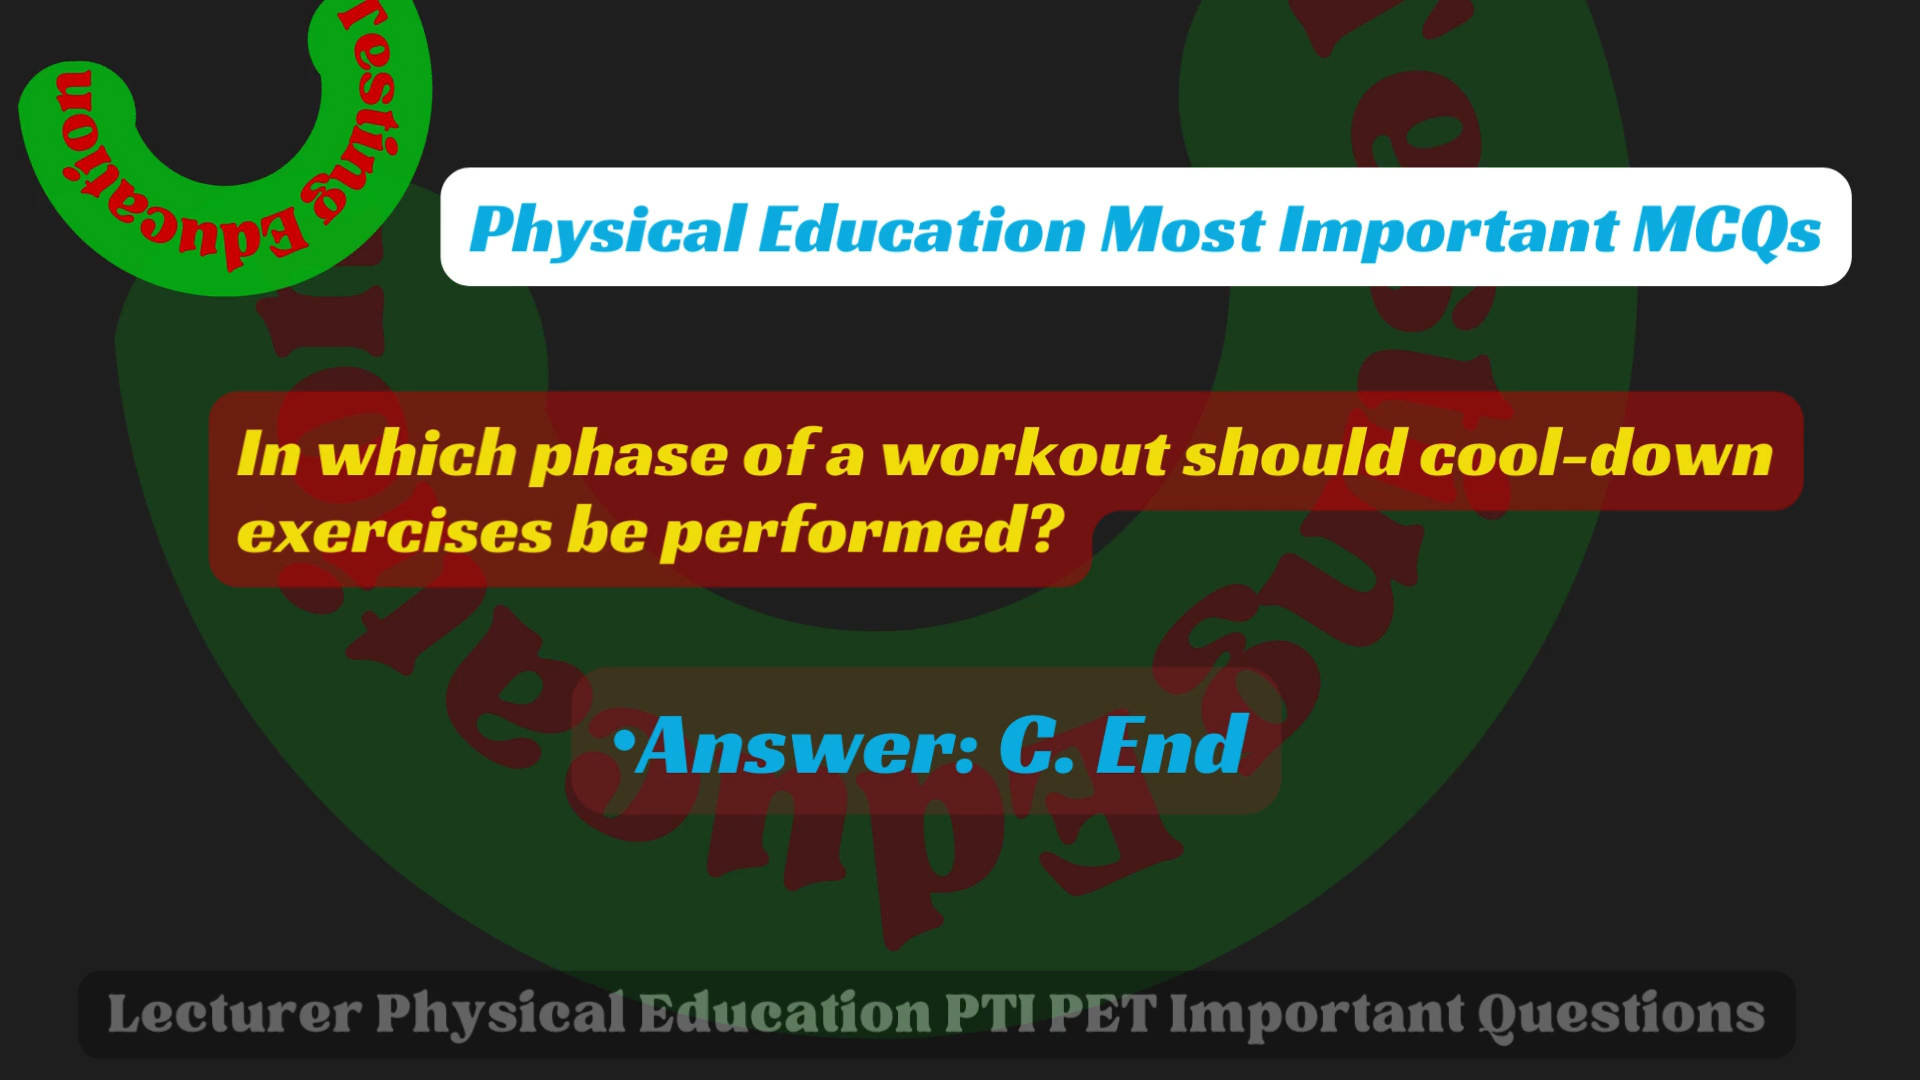 Testing Education
Physical Education Most Important MCQs
In which phase of a workout should cool-down
exercises be performed?
•Answer: C. End
Lecturer Physical Education PTI PET Important Questions